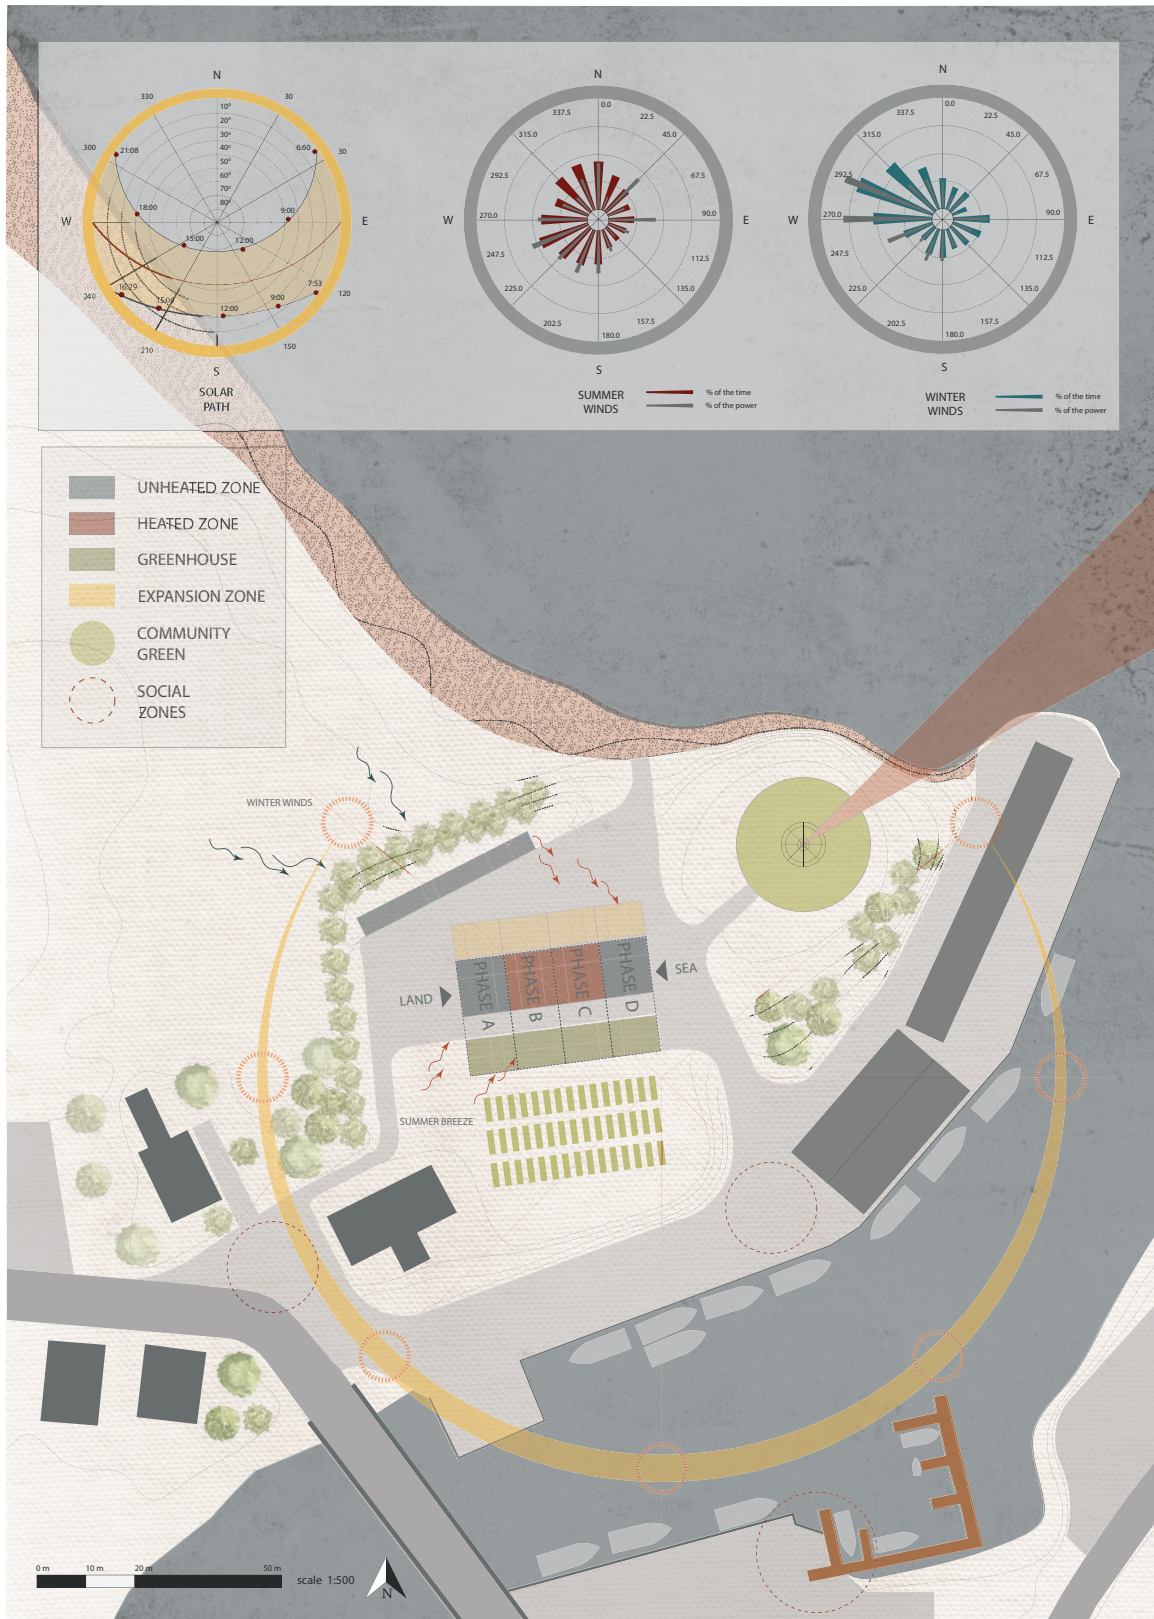 N
330
30
10°
20°
30°
40°
50°
60°
70°
80°
300
21:08
6:60
30
18:00
9:00
W
E
15:00
12:00
16:29
15:00
12:00
9:00
7:53
240
120
210
150
S
SOLAR
PATH
N
0.0
337.5
22.5
315.0
45.0
292.5
67.5
W
270.0
90.0
E
247.5
112.5
225.0
135.0
202.5
157.5
180.0
S
SUMMER
WINDS
% of the time
% of the power
N
0.0
337.5
22.5
315.0
45.0
292.5
67.5
W
270.0
90.0
E
247.5
112.5
225.0
135.0
202.5
157.5
180.0
S
WINTER
WINDS
% of the time
% of the power
UNHEATED ZONE
HEATED ZONE
GREENHOUSE
EXPANSION ZONE
COMMUNITY
GREEN
SOCIAL
ZONES
WINTER WINDS
PHASE A
PHASE B
PHASE C
PHASE D
LAND
SEA
SUMMER BREEZE
0 m
10 m
20 m
50 m
scale 1:500
N